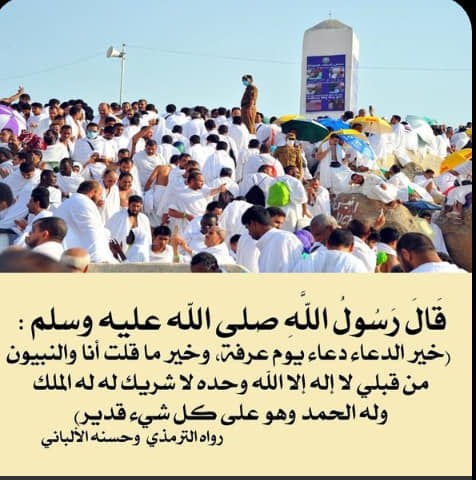 قَالَ رَسُولُ اللَّهِ صلى الله عليه وسلم :
(خير الدعاء دعاء يوم عرفة، وخير ما قلت أنا والنبيون
من قبلي لا إله إلا الله وحده لا شريك له له الملك
وله الحمد وهو على كل شيء قدير)
رواه الترمذي وحسنه الألباني